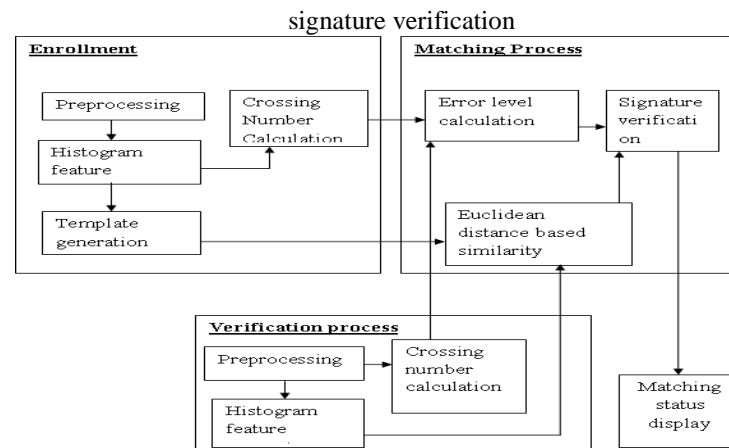 signature verification
Enrollment
Preprocessing
Histogram
feature
Template
generation
Crossing
Number
Calculation
Matching Process
Error level
calculation
Signature
verificati
on
Euclidean
distance based
similarity
Verification process
Preprocessing
Histogram
feature
Crossing
number
calculation
Matching
status
display